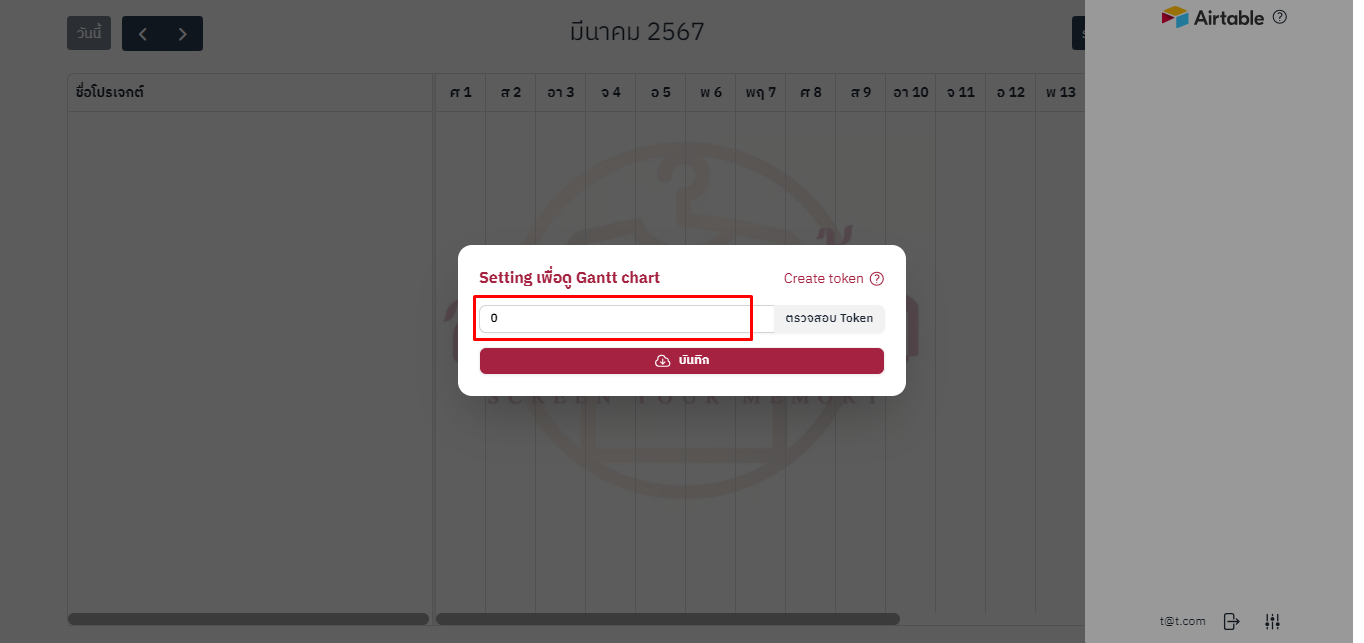 วันนี้
มีนาคม 2567
Airtable
ชื่อโปรเจกต์
ศ 1
ส 2
อา 3
จ 4
อ 5
พ 6
พฤ 7
ศ 8
ส 9
อา 10
จ 11
อ 12
พ 13
Setting เพื่อดู Gantt chart
Create token
0
ตรวจสอบ Token
บันทึก
SCREEN YOUR MEMORY
t@t.com